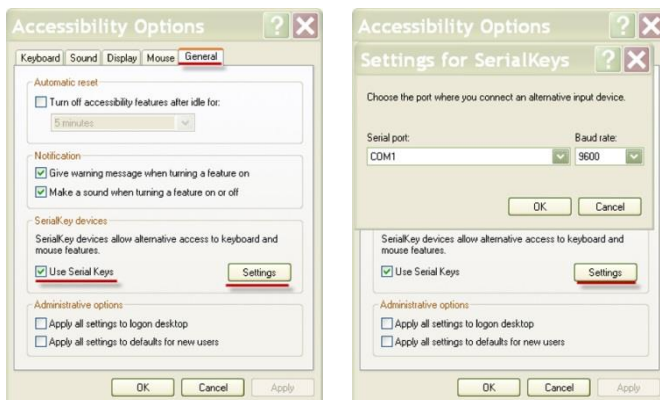 Accessibility Options
Keyboard Sound Display Mouse General
Automatic reset
Turn off accessibility features after idle for:
5 minutes
Notification
Give warning message when turning a feature on
Make a sound when turning a feature on or off
SerialKey devices
SerialKey devices allow alternative access to keyboard and
mouse features.
Use Serial Keys Settings
Administrative options
Apply all settings to logon desktop
Apply all settings to defaults for new users
OK Cancel Apply
Accessibility Options
Settings for SerialKeys
Choose the port where you connect an alternative input device.
Serial port: Baud rate:
COM1 9600
OK Cancel
SerialKey devices allow alternative access to keyboard and
mouse features.
Use Serial Keys Settings
Administrative options
Apply all settings to logon desktop
Apply all settings to defaults for new users
OK Cancel Apply